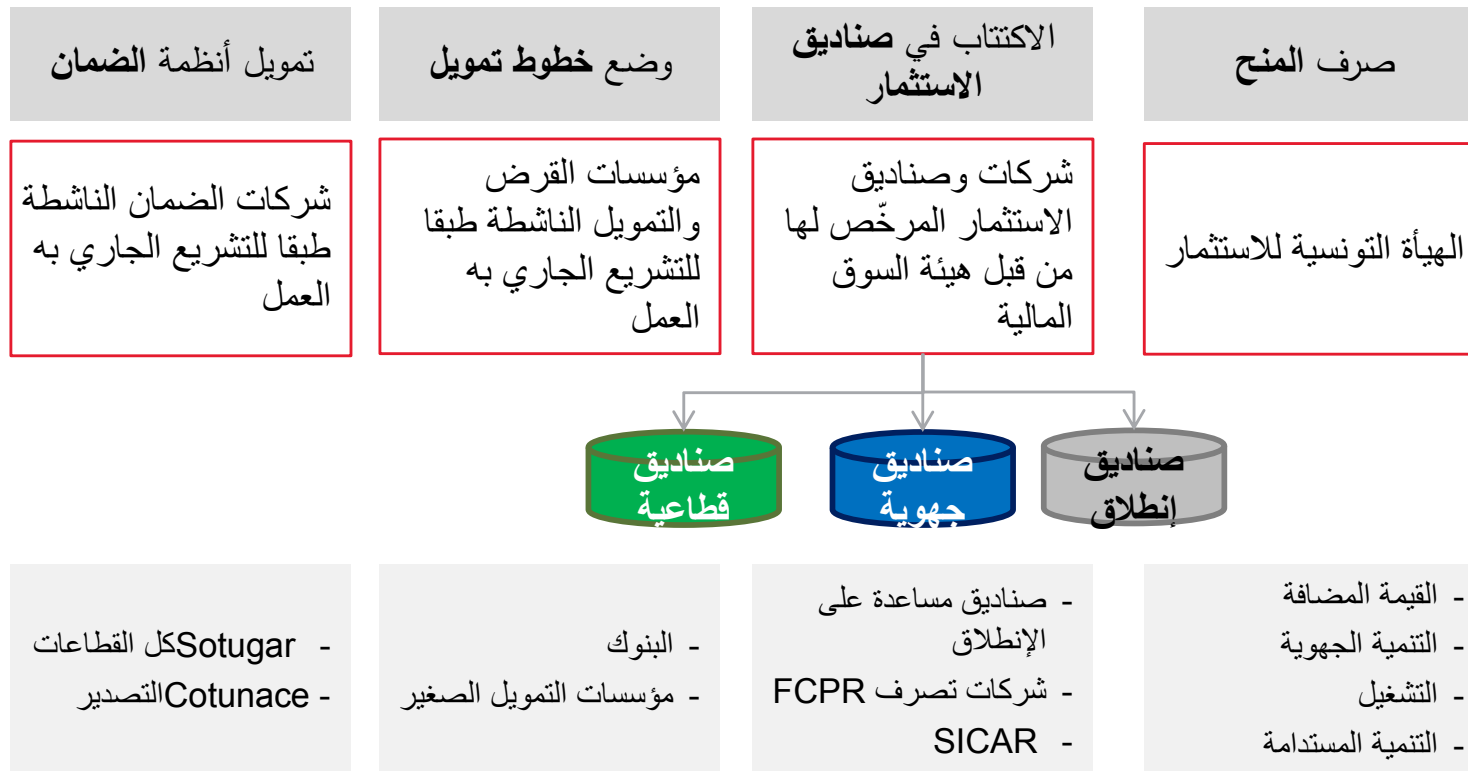 صرف المنح
الاكتتاب في صناديق
الاستثمار
وضع خطوط تمويل
تمويل أنظمة الضمان
الهيأة التونسية للاستثمار
شركات وصناديق
الاستثمار المرخّص لها
من قبل هيئة السوق
المالية
مؤسسات القرض
والتمويل الناشطة طبقا
للتشريع الجاري به
العمل
شركات الضمان الناشطة
طبقا للتشريع الجاري به
العمل
صناديق
إنطلاق
صناديق
جهوية
صناديق
قطاعية
- القيمة المضافة
- التنمية الجهوية
- التشغيل
- التنمية المستدامة
- صناديق مساعدة على
الإنطلاق
- شركات تصرف FCPR
- SICAR
- البنوك
- مؤسسات التمويل الصغير
- Sotugarكل القطاعات
- Cotunaceالتصدير